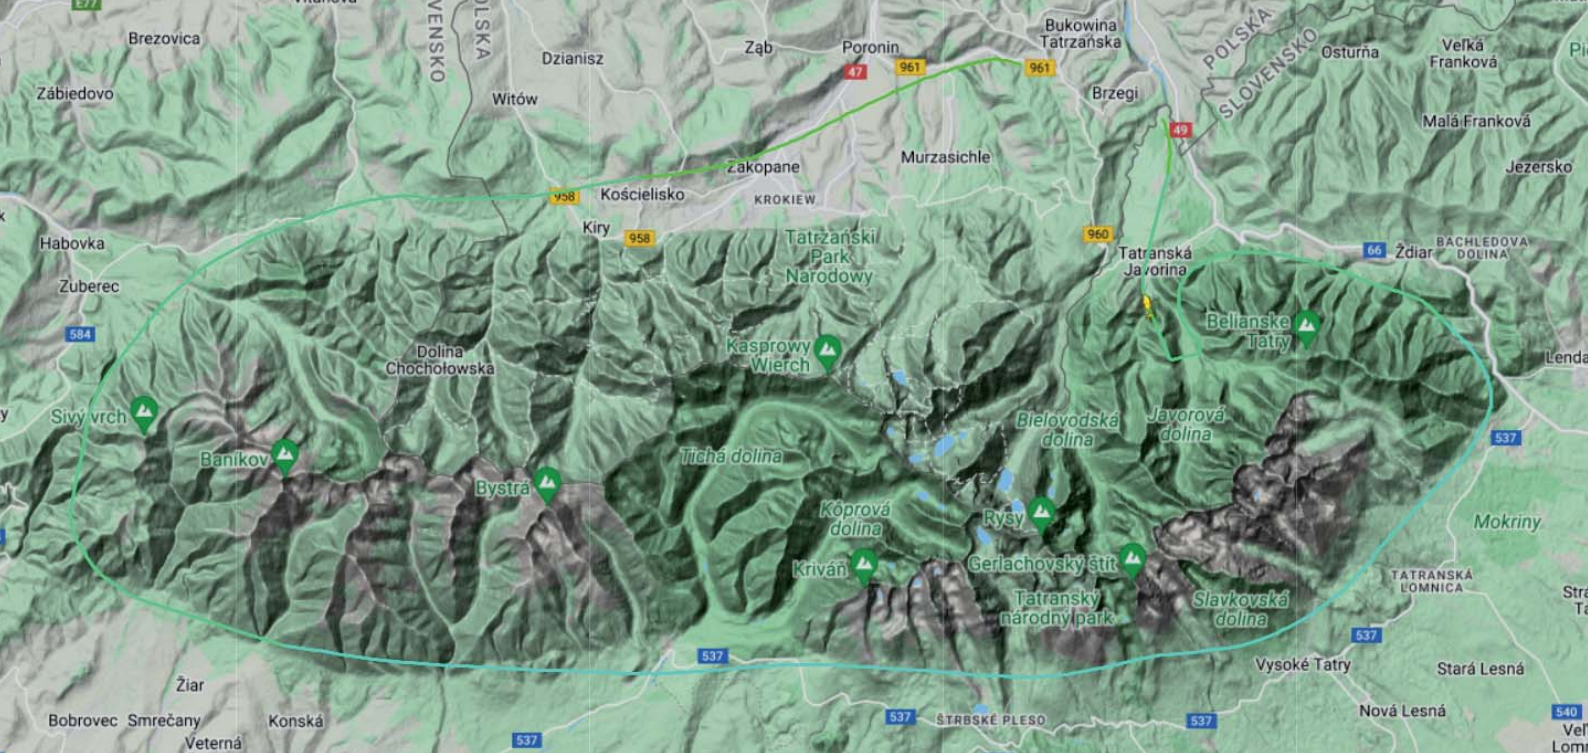 E77
VENSKO
OLSKA
Brezovica
Dzianisz
Ząb
Poronin
Bukowina
Tatrzańska
POLSKA
SLOVENSKO
Osturňa
Veľká
Franková
47
961
961
Zábiedovo
Witów
Brzegi
49
Malá Franková
Zakopane
Murzasichle
Jezersko
958
Kościelisko
KROKIEW
Kiry
958
960
Habovka
Tatrzański
Park
Narodowy
Tatranská
Javorina
66
Ždiar
BACHLEDOVA
DOLINA
Zuberec
584
Dolina
Chochołowska
Kasprowy
Wierch
Belianske
Tatry
Sivý vrch
Bielovodská
dolina
Javorová
dolina
537
Baníkov
Tichá dolina
Bystrá
Kôprová
dolina
Rysy
Mokriny
Kriváň
Gerlachovský štít
TATRANSKÁ
LOMNICA
Tatranský
národný park
Slavkovská
dolina
537
537
Vysoké Tatry
Stará Lesná
Žiar
Bobrovec
Smrečany
Konská
537
ŠTRBSKÉ PLESO
537
Nová Lesná
540
Veterná
537